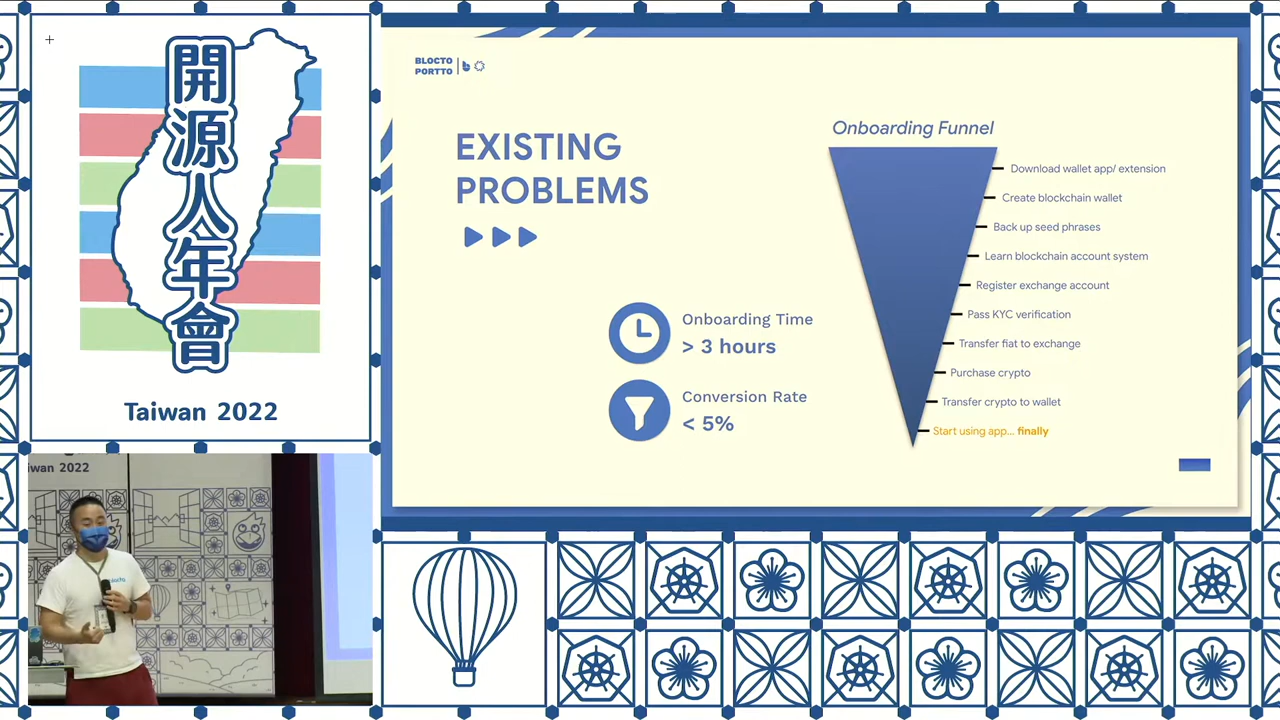 開源人年會
Taiwan 2022
BLOCTO
PORTTO
EXISTING
PROBLEMS
Onboarding Time
> 3 hours
Conversion Rate
< 5%
Onboarding Funnel
Download wallet app/ extension
Create blockchain wallet
Back up seed phrases
Learn blockchain account system
Register exchange account
Pass KYC verification
Transfer fiat to exchange
Purchase crypto
Transfer crypto to wallet
Start using app... finally
iwan 2022